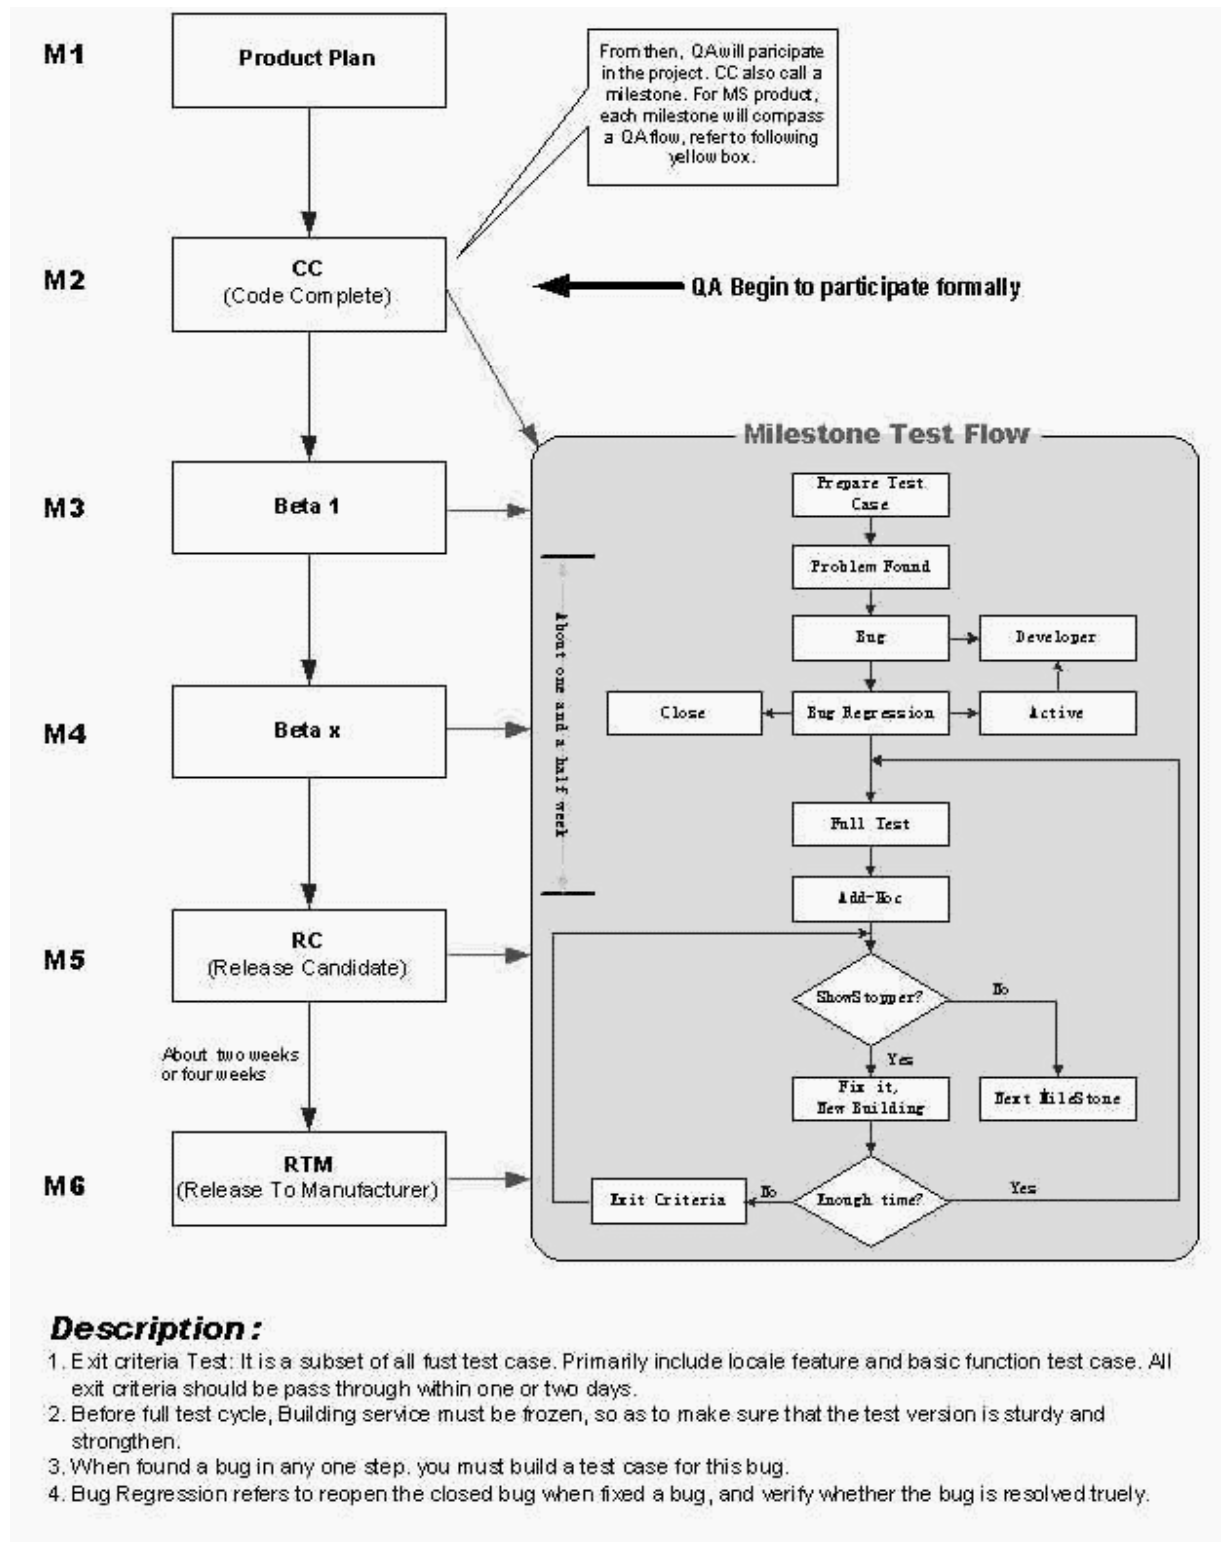 M1
Product Plan
From then, QA will paricipate
in the project. CC also call a
milestone. For MS product,
each milestone will compass
a QA flow, refer to following
yellow box.
M2
CC
(Code Complete)
QA Begin to participate formally
Milestone Test Flow
M3
Beta 1
Prepare Test
Case
Problem Found
About one and a half week
Bug
Developer
M4
Beta x
Close
Bug Regression
Active
Full Test
Add-Hoc
M5
RC
(Release Candidate)
ShowStopper?
No
Yes
About two weeks
or four weeks
Fix it,
New Building
Next MileStone
M6
RTM
(Release To Manufacturer)
Exit Criteria
No
Enough time?
Yes
Description :
1. Exit criteria Test: It is a subset of all fust test case. Primarily include locale feature and basic function test case. All
exit criteria should be pass through within one or two days.
2. Before full test cycle, Building service must be frozen, so as to make sure that the test version is sturdy and
strongthen.
3. When found a bug in any one step. you must build a test case for this bug.
4. Bug Regression refers to reopen the closed bug when fixed a bug, and verify whether the bug is resolved truely.